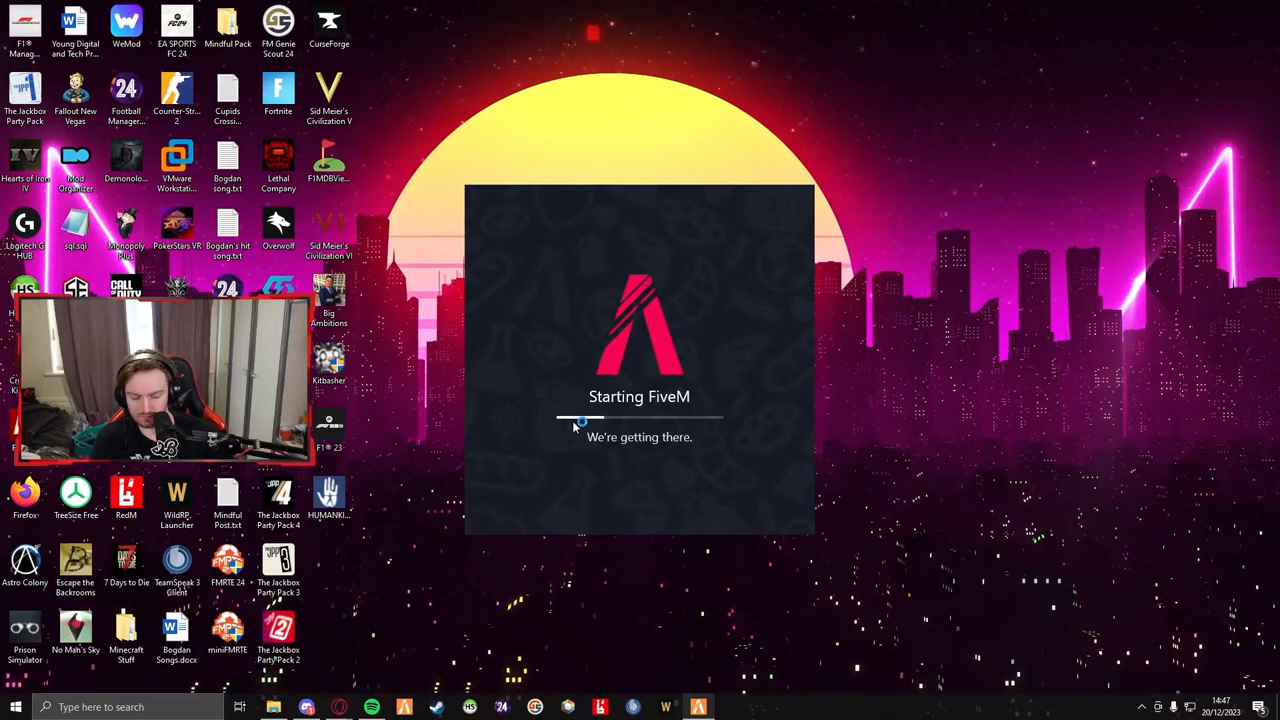 F1®
Manag...
Young Digital
and Tech Pr...
WeMod
EA SPORTS
FC 24
Mindful Pack
FM Genie
Scout 24
CurseForge
The Jackbox
Party Pack
Fallout New
Vegas
Football
Manager...
Counter-Str...
2
Cupids
Crossi...
Fortnite
Sid Meier's
Civilization V
Hearts of Iron
IV
Mod
Organizer
Demonolo...
VMware
Workstati...
Bogdan
song.txt
Lethal
Company
F1MDBVie...
Logitech G
HUB
sql.sql
Monopoly
Plus
PokerStars VR
Bogdan's hit
song.txt
Overwolf
Sid Meier's
Civilization VI
Big
Ambitions
Kitbasher
F1® 23
Starting FiveM
We're getting there.
Firefox
TreeSize Free
RedM
WildRP
Launcher
Mindful
Post.txt
The Jackbox
Party Pack 4
HUMANKI...
Astro Colony
Escape the
Backrooms
7 Days to Die
TeamSpeak 3
Client
FMRTE 24
The Jackbox
Party Pack 3
Prison
Simulator
No Man's Sky
Minecraft
Stuff
Bogdan
Songs.docx
miniFMRTE
The Jackbox
Party Pack 2
Type here to search
14:47
20/12/2023